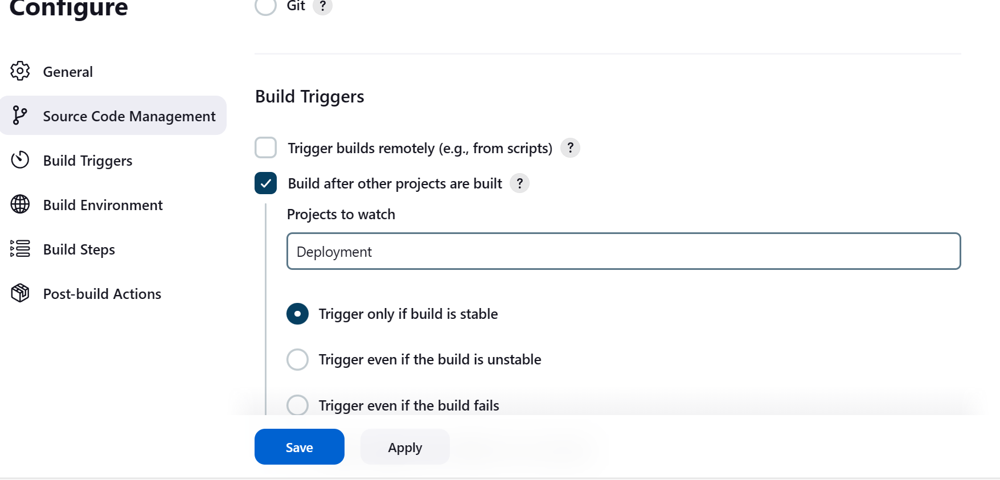 Configure
General
Source Code Management
Build Triggers
Build Environment
Build Steps
Post-build Actions
Git ?
Build Triggers
Trigger builds remotely (e.g., from scripts) ?
Build after other projects are built ?
Projects to watch
Deployment
Trigger only if build is stable
Trigger even if the build is unstable
Trigger even if the build fails
Save Apply